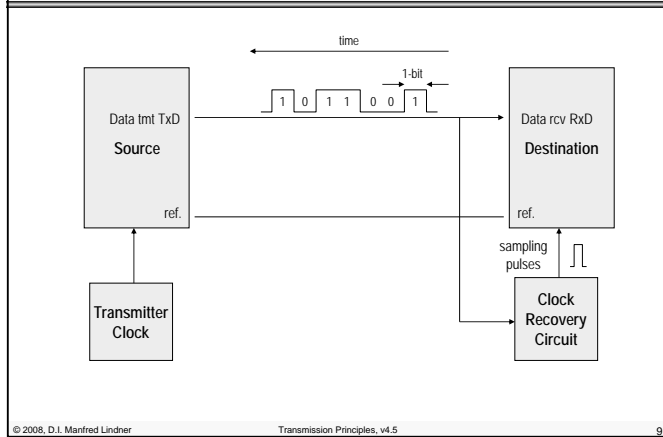 time
1-bit
1 0 1 1 0 0 1
Data tmt TxD
Source
ref.
Data rcv RxD
Destination
ref.
sampling
pulses
Transmitter
Clock
Clock
Recovery
Circuit
© 2008, D.I. Manfred Lindner
Transmission Principles, v4.5
9